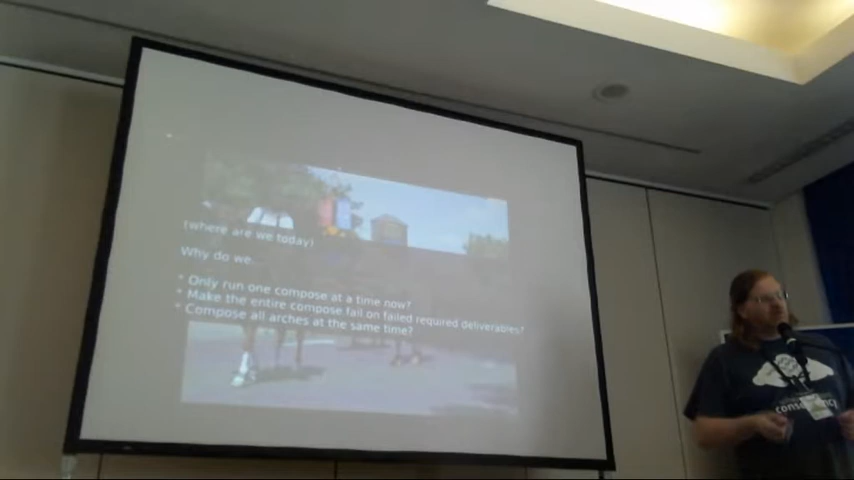 (where are we today)
Why do we...
* Only run one compose at a time now?
* Make the entire compose fail on failed required deliverables?
* Compose all arches at the same time?